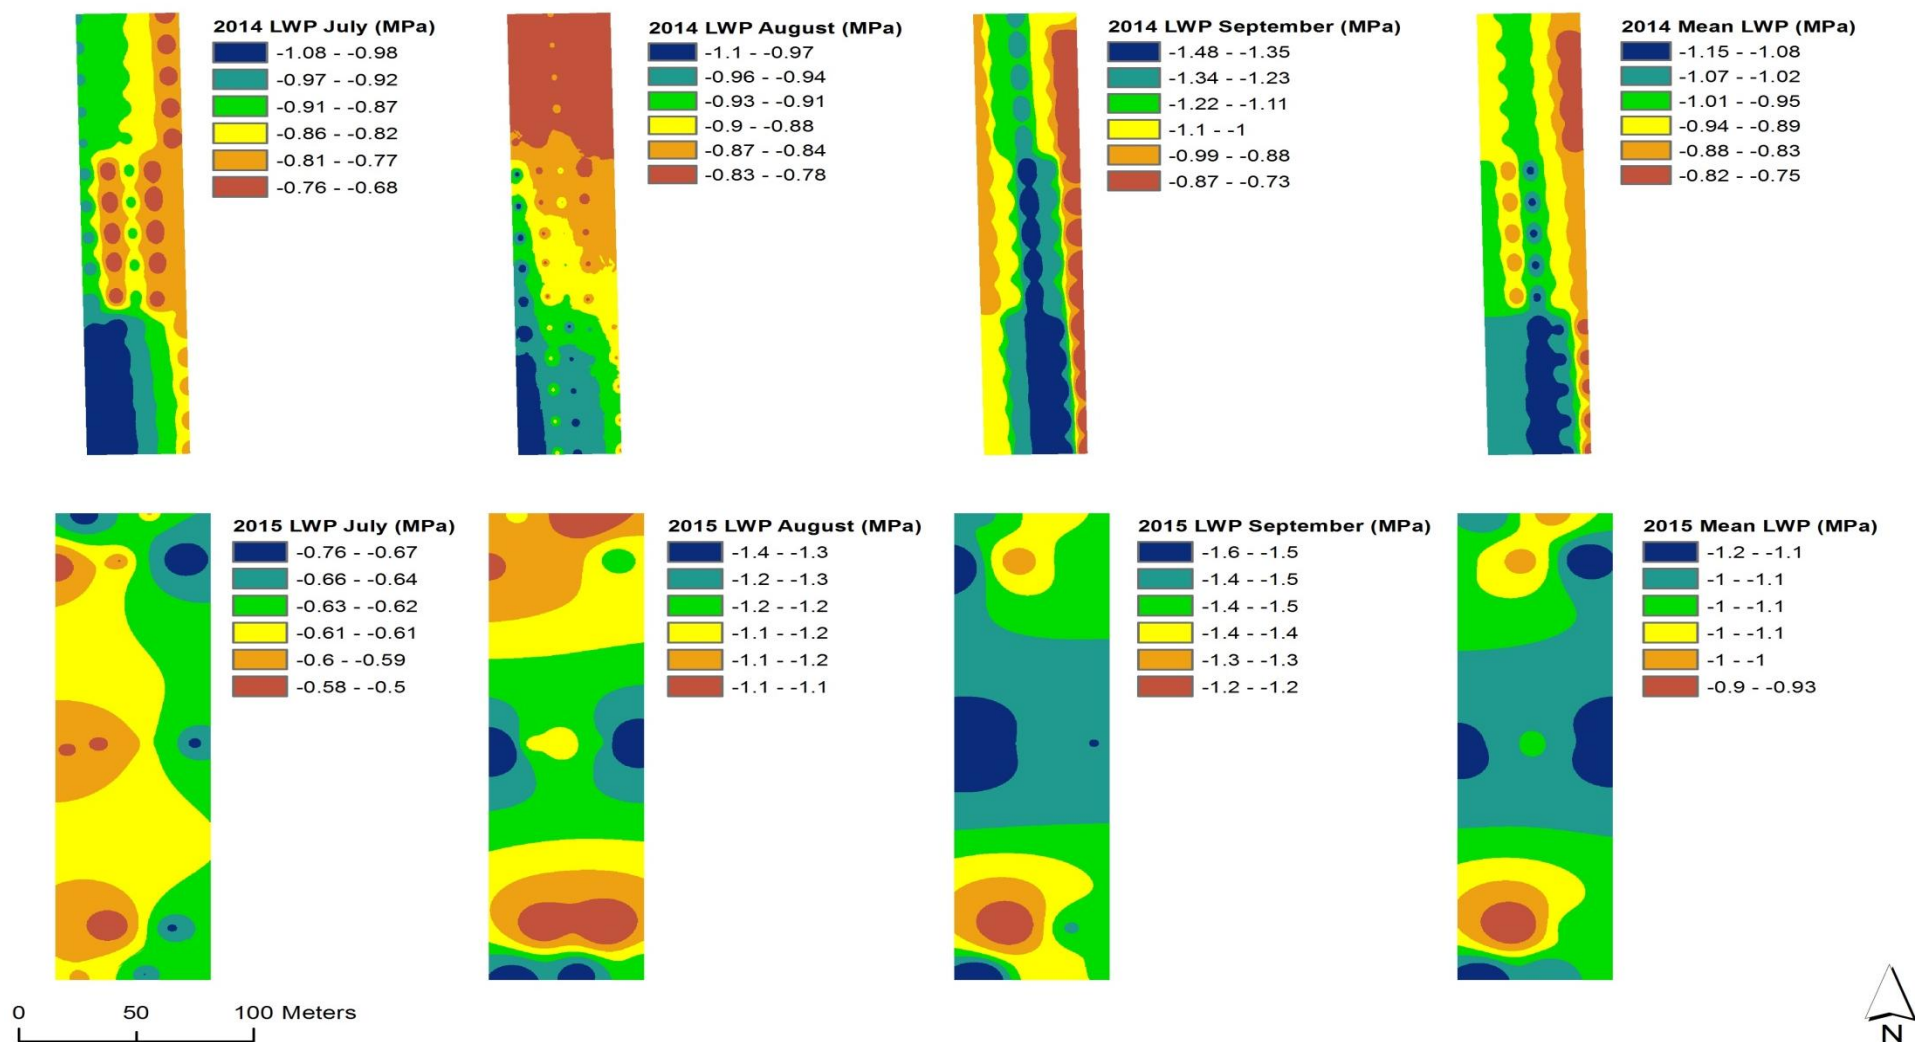 2014 LWP July (MPa)
-1.08 - -0.98
-0.97 - -0.92
-0.91 - -0.87
-0.86 - -0.82
-0.81 - -0.77
-0.76 - -0.68
2014 LWP August (MPa)
-1.1 - -0.97
-0.96 - -0.94
-0.93 - -0.91
-0.9 - -0.88
-0.87 - -0.84
-0.83 - -0.78
2014 LWP September (MPa)
-1.48 - -1.35
-1.34 - -1.23
-1.22 - -1.11
-1.1 - -1
-0.99 - -0.88
-0.87 - -0.73
2014 Mean LWP (MPa)
-1.15 - -1.08
-1.07 - -1.02
-1.01 - -0.95
-0.94 - -0.89
-0.88 - -0.83
-0.82 - -0.75
2015 LWP July (MPa)
-0.76 - -0.67
-0.66 - -0.64
-0.63 - -0.62
-0.61 - -0.61
-0.6 - -0.59
-0.58 - -0.5
2015 LWP August (MPa)
-1.4 - -1.3
-1.2 - -1.3
-1.2 - -1.2
-1.1 - -1.2
-1.1 - -1.2
-1.1 - -1.1
2015 LWP September (MPa)
-1.6 - -1.5
-1.4 - -1.5
-1.4 - -1.5
-1.4 - -1.4
-1.3 - -1.3
-1.2 - -1.2
2015 Mean LWP (MPa)
-1.2 - -1.1
-1 - -1.1
-1 - -1.1
-1 - -1.1
-1 - -1
-0.9 - -0.93
0 50 100 Meters
N